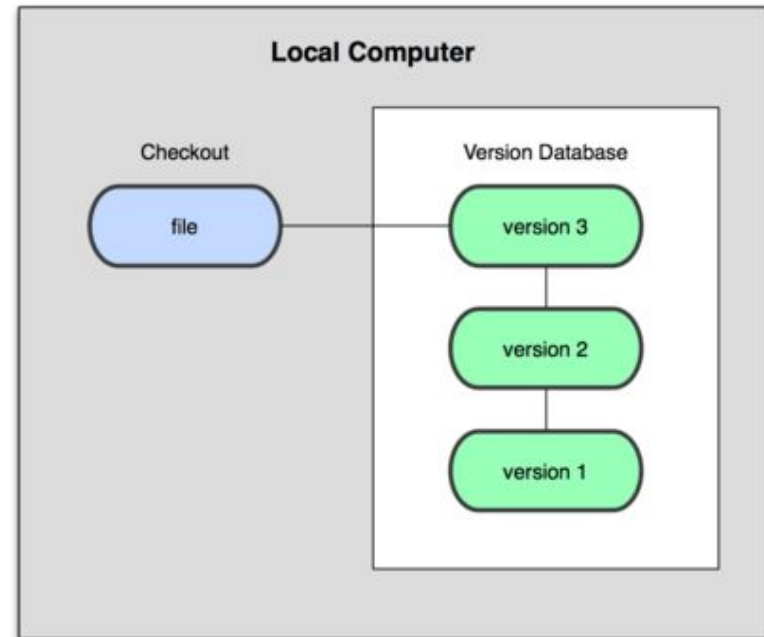 Local Computer
Checkout
Version Database
file
version 3
version 2
version 1